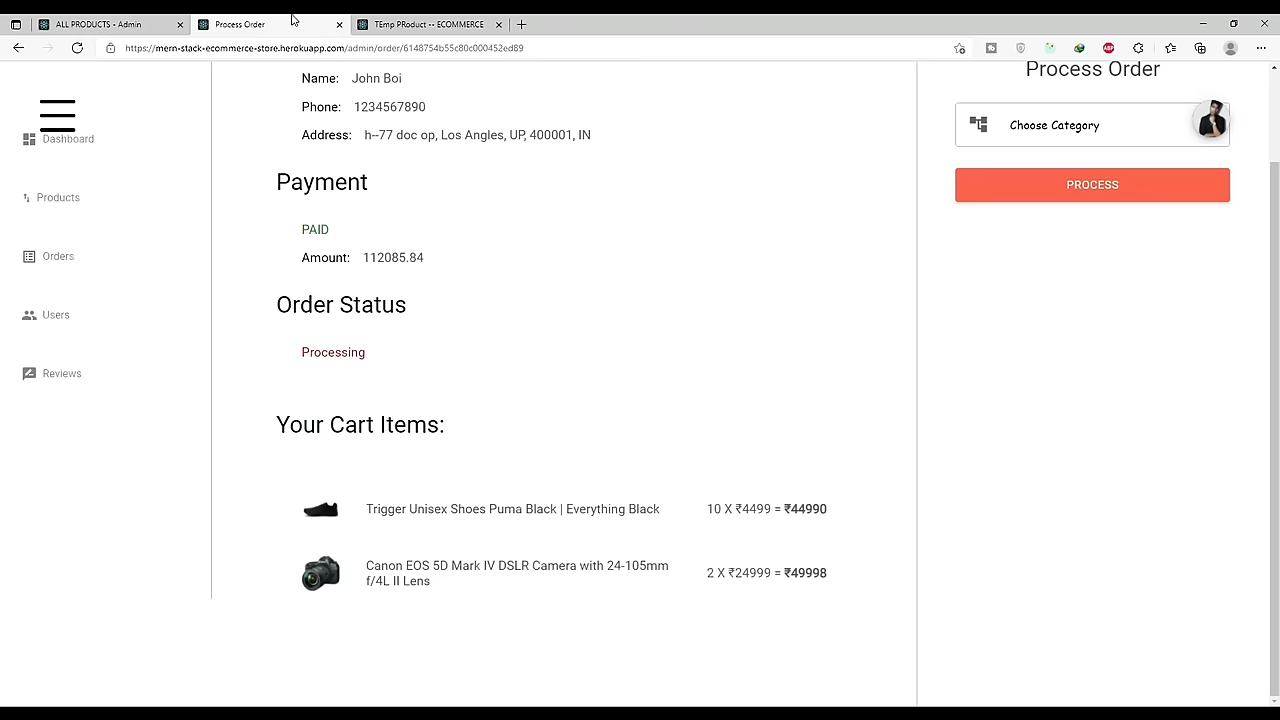 ALL PRODUCTS - Admin
Process Order
TEmp PRoduct -- ECOMMERCE
https://mern-stack-ecommerce-store.herokuapp.com/admin/order/6148754b55c80c000452ed89
ABP
Dashboard
Products
Orders
Users
Reviews
Name: John Boi
Phone: 1234567890
Address: h--77 doc op, Los Angles, UP, 400001, IN
Payment
PAID
Amount: 112085.84
Order Status
Processing
Your Cart Items:
Trigger Unisex Shoes Puma Black | Everything Black
10 X ₹4499 = ₹44990
Canon EOS 5D Mark IV DSLR Camera with 24-105mm
f/4L II Lens
2 X ₹24999 = ₹49998
Process Order
Choose Category
PROCESS